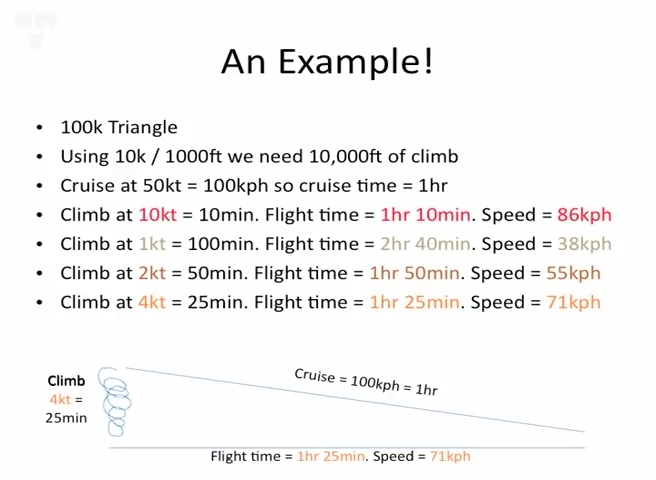 An Example!
• 100k Triangle
• Using 10k / 1000ft we need 10,000ft of climb
• Cruise at 50kt = 100kph so cruise time = 1hr
• Climb at 10kt = 10min. Flight time = 1hr 10min. Speed = 86kph
• Climb at 1kt = 100min. Flight time = 2hr 40min. Speed = 38kph
• Climb at 2kt = 50min. Flight time = 1hr 50min. Speed = 55kph
• Climb at 4kt = 25min. Flight time = 1hr 25min. Speed = 71kph
Climb
4kt =
25min
Cruise = 100kph = 1hr
Flight time = 1hr 25min. Speed = 71kph